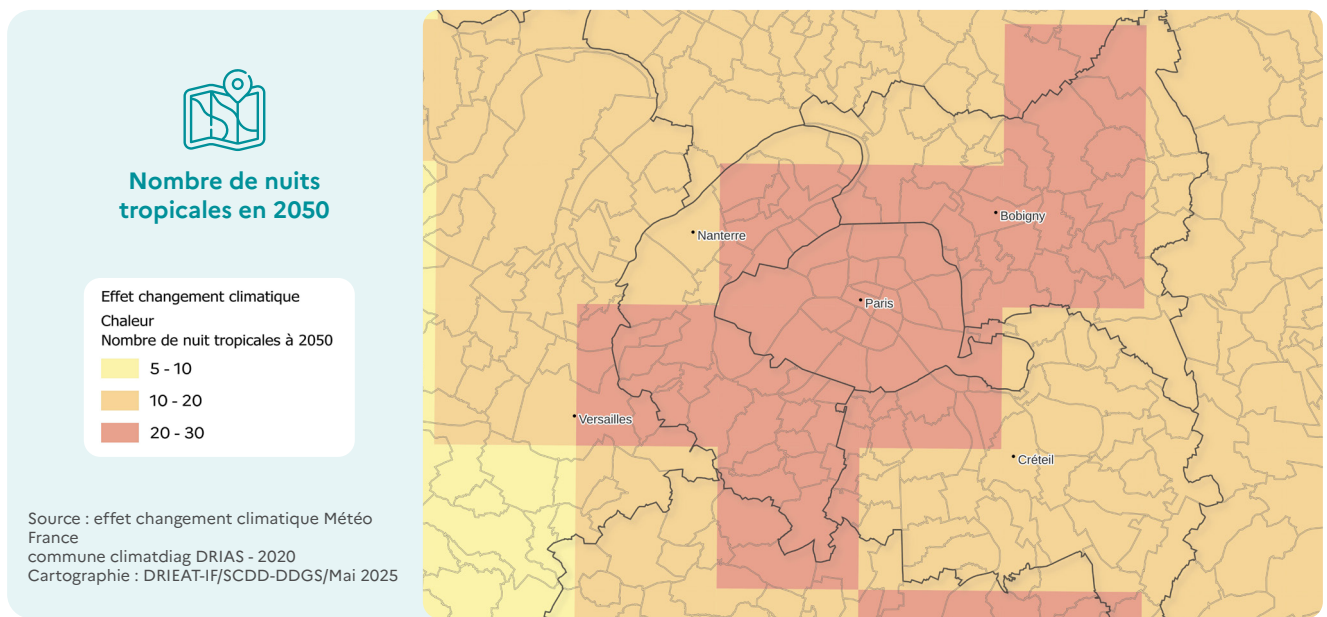 Nombre de nuits
tropicales en 2050
Effet changement climatique
Chaleur
Nombre de nuit tropicales à 2050
5 - 10
10 - 20
20 - 30
Source : effet changement climatique Météo
France
commune climatdiag DRIAS - 2020
Cartographie : DRIEAT-IF/SCDD-DDGS/Mai 2025
Bobigny
Nanterre
Paris
Versailles
Créteil